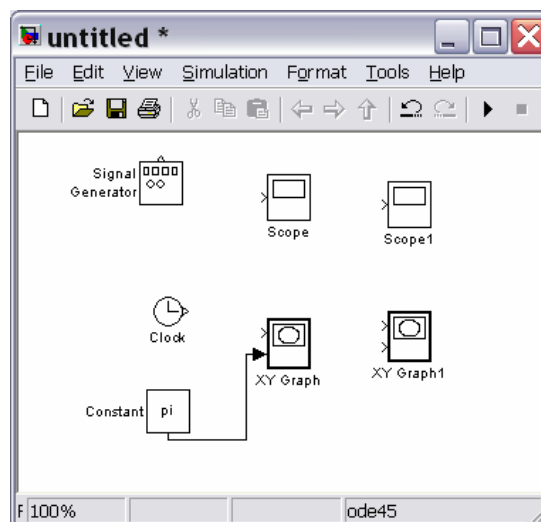 untitled *
File Edit View Simulation Format Tools Help
Signal
Generator
Scope
Scope1
Clock
XY Graph
XY Graph1
Constant
pi
F 100%
ode45